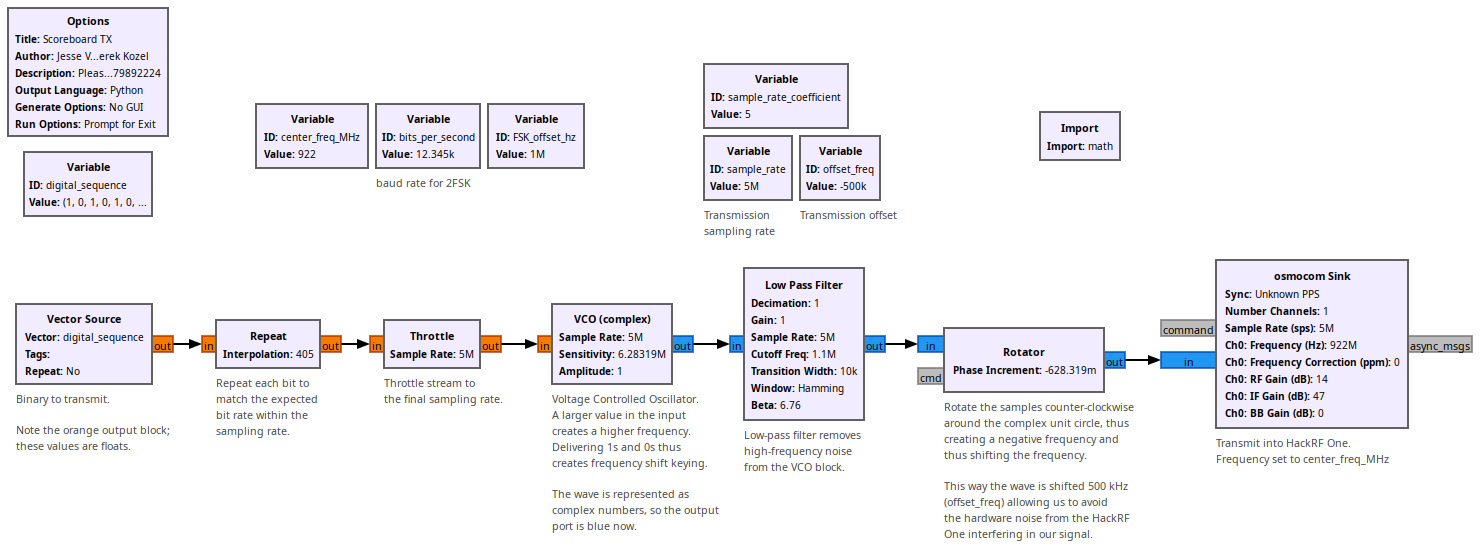 Options
Title: Scoreboard TX
Author: Jesse V...erek Kozel
Description: Pleas...79892224
Output Language: Python
Generate Options: No GUI
Run Options: Prompt for Exit
Variable
ID: digital_sequence
Value: (1, 0, 1, 0, 1, 0, ...
Variable
ID: center_freq_MHz
Value: 922
Variable
ID: bits_per_second
Value: 12.345k
baud rate for 2FSK
Variable
ID: FSK_offset_hz
Value: 1M
Variable
ID: sample_rate_coefficient
Value: 5
Variable
ID: sample_rate
Value: 5M
Transmission
sampling rate
Variable
ID: offset_freq
Value: -500k
Transmission offset
Import
Import: math
Vector Source
Vector: digital_sequence
Tags:
Repeat: No
out
Binary to transmit.
Note the orange output block;
these values are floats.
in
Repeat
Interpolation: 405
out
Repeat each bit to
match the expected
bit rate within the
sampling rate.
in
Throttle
Sample Rate: 5M
out
Throttle stream to
the final sampling rate.
in
VCO (complex)
Sample Rate: 5M
Sensitivity: 6.28319M
Amplitude: 1
out
Voltage Controlled Oscillator.
A larger value in the input
creates a higher frequency.
Delivering 1s and 0s thus
creates frequency shift keying.
The wave is represented as
complex numbers, so the output
port is blue now.
in
Low Pass Filter
Decimation: 1
Gain: 1
Sample Rate: 5M
Cutoff Freq: 1.1M
Transition Width: 10k
Window: Hamming
Beta: 6.76
out
Low-pass filter removes
high-frequency noise
from the VCO block.
in
cmd
Rotator
Phase Increment: -628.319m
out
Rotate the samples counter-clockwise
around the complex unit circle, thus
creating a negative frequency and
thus shifting the frequency.
This way the wave is shifted 500 kHz
(offset_freq) allowing us to avoid
the hardware noise from the HackRF
One interfering in our signal.
command
in
osmocom Sink
Sync: Unknown PPS
Number Channels: 1
Sample Rate (sps): 5M
Ch0: Frequency (Hz): 922M
Ch0: Frequency Correction (ppm): 0
Ch0: RF Gain (dB): 14
Ch0: IF Gain (dB): 47
Ch0: BB Gain (dB): 0
async_msgs
Transmit into HackRF One.
Frequency set to center_freq_MHz